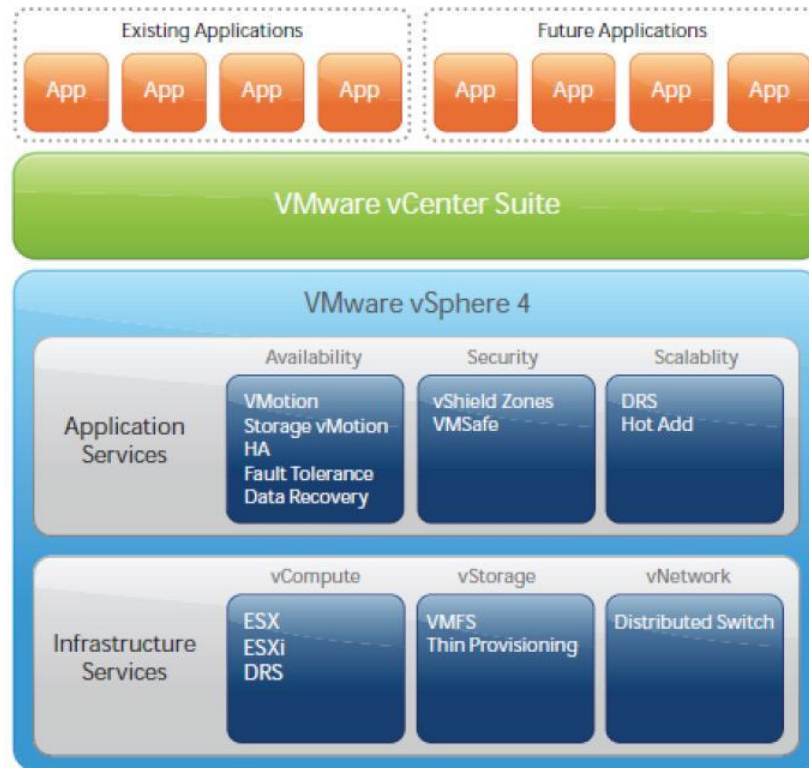 Existing Applications
Future Applications
App App App App
App App App App
VMware vCenter Suite
VMware vSphere 4
Availability
Security
Scalablity
Application
Services
VMotion
Storage vMotion
HA
Fault Tolerance
Data Recovery
vShield Zones
VMSafe
DRS
Hot Add
vCompute
vStorage
vNetwork
Infrastructure
Services
ESX
ESXi
DRS
VMFS
Thin Provisioning
Distributed Switch